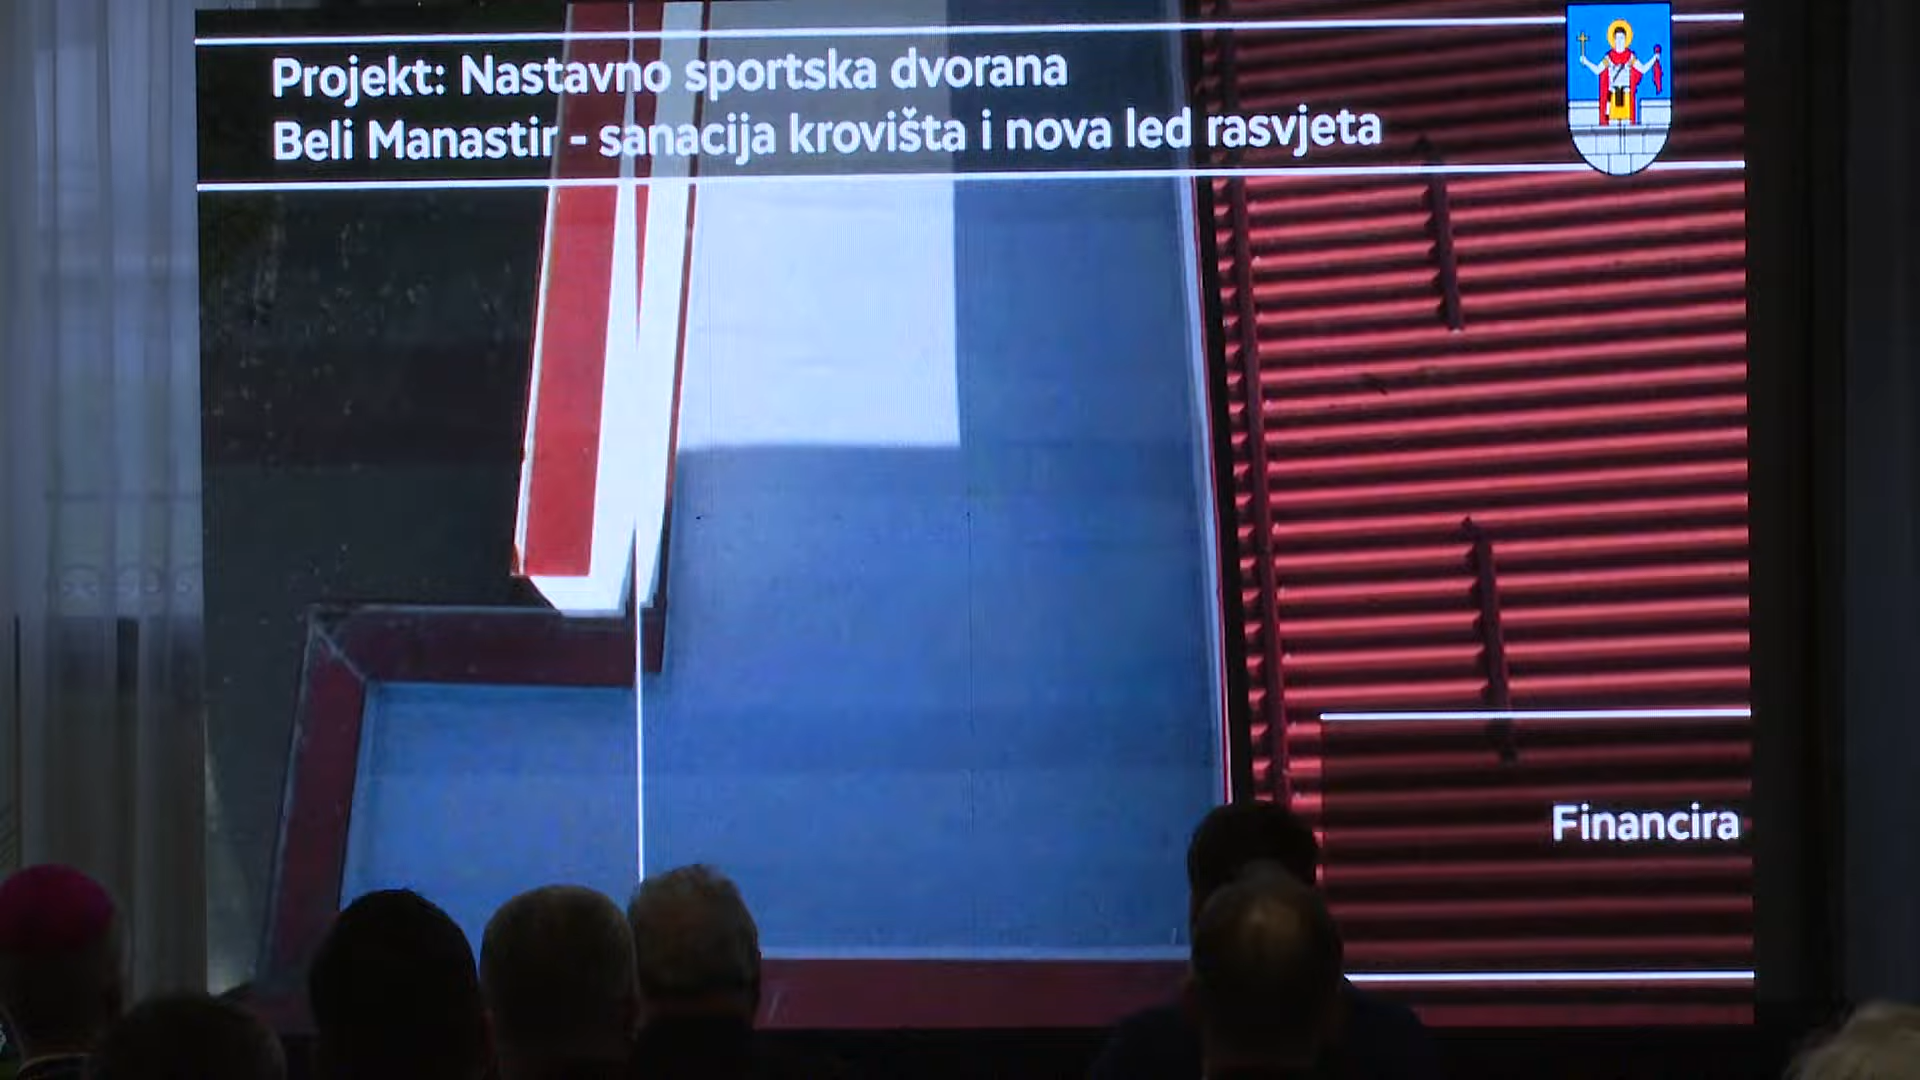 Projekt: Nastavno sportska dvorana
Beli Manastir - sanacija krovišta i nova led rasvjeta
Financira